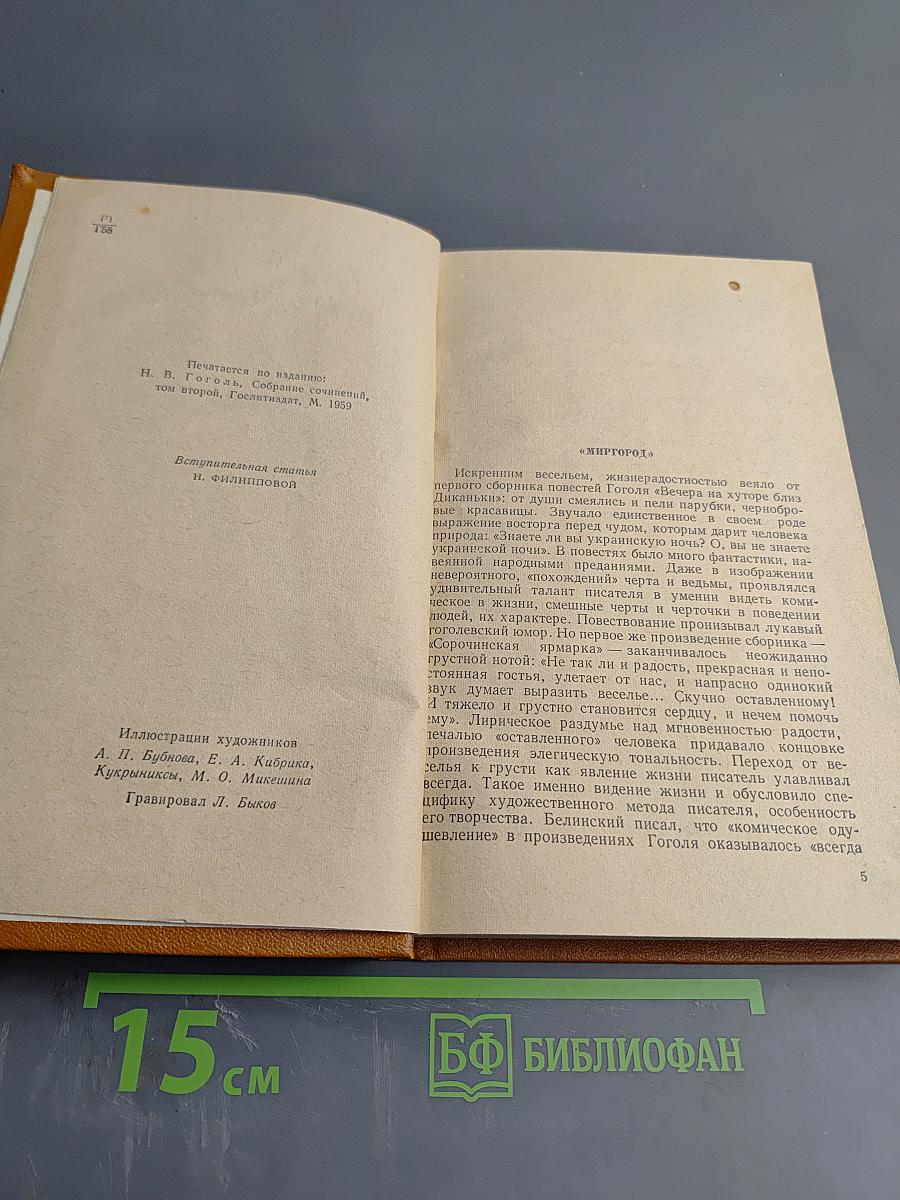 Р1
Г58
Печатается по изданию:
Н. В. Гоголь, Собрание сочинений,
том второй, Гослитиздат, М. 1959
Вступительная статья
Н. ФИЛИППОВОЙ
Иллюстрации художников
А. П. Бубнова, Е. А. Кибрика,
Кукрыниксы, М. О. Микешина
Гравировал Л. Быков
«МИРГОРОД»
Искренним весельем, жизнерадостностью веяло от
первого сборника повестей Гоголя «Вечера на хуторе близ
Диканьки»: от души смеялись и пели парубки, чернобро-
вые красавицы. Звучало единственное в своем роде
выражение восторга перед чудом, которым дарит человека
природа: «Знаете ли вы украинскую ночь? О, вы не знаете
украинской ночи». В повестях было много фантастики, на-
веянной народными преданиями. Даже в изображении
невероятного, «похождений» черта и ведьмы, проявлялся
удивительный талант писателя в умении видеть коми-
ческое в жизни, смешные черты и черточки в поведении
людей, их характере. Повествование пронизывал лукавый
гоголевский юмор. Но первое же произведение сборника —
«Сорочинская ярмарка» — заканчивалось неожиданно
грустной нотой: «Не так ли и радость, прекрасная и непо-
стоянная гостья, улетает от нас, и напрасно одинокий
звук думает выразить веселье... Скучно оставленному!
И тяжело и грустно становится сердцу, и нечем помочь
ему». Лирическое раздумье над мгновенностью радости,
печалью «оставленного» человека придавало концовке
произведения элегическую тональность. Переход от ве-
селья к грусти как явление жизни писатель улавливал
всегда. Такое именно видение жизни и обусловило спе-
цифику художественного метода писателя, особенность
его творчества. Белинский писал, что «комическое оду-
шевление» в произведениях Гоголя оказывалось «всегда
5
15 см
БФ БИБЛИОФАН